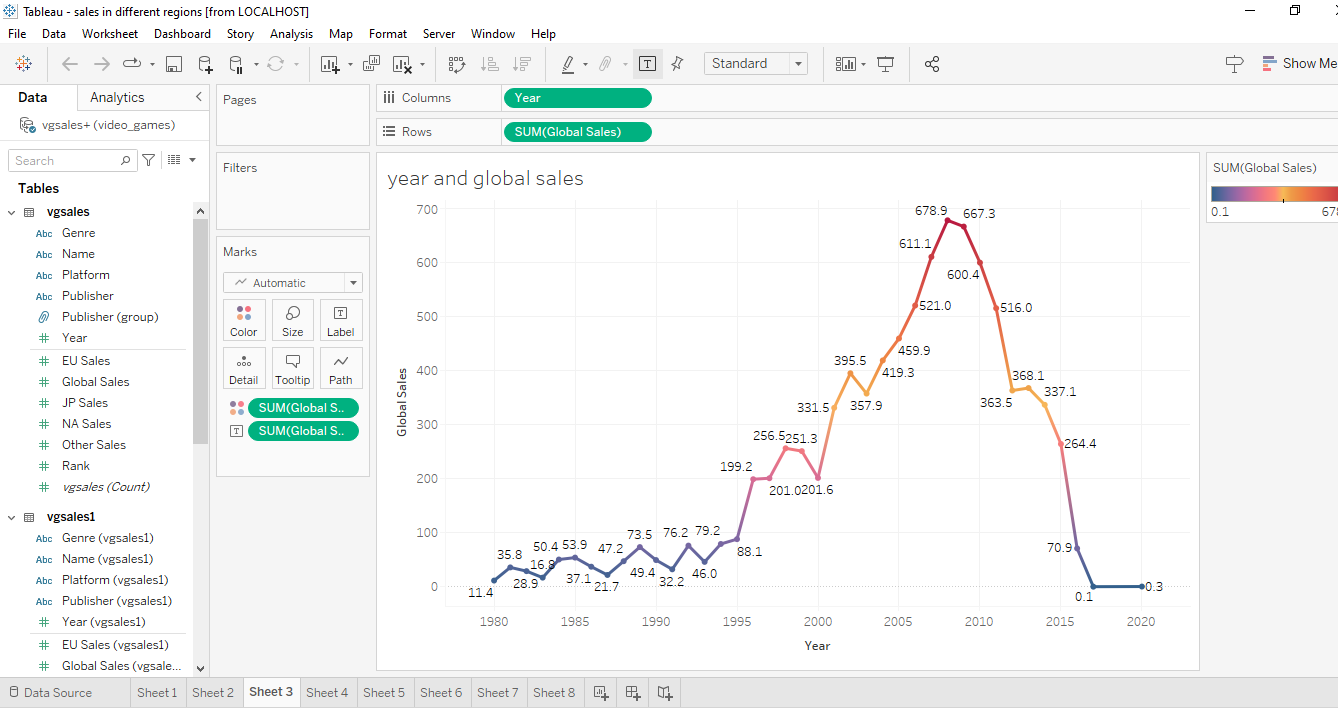 Tableau - sales in different regions [from LOCALHOST]
File Data Worksheet Dashboard Story Analysis Map Format Server Window Help
Standard
Show Me
Data Analytics
vgsales+ (video_games)
Search
Tables
vgsales
Abc Genre
Abc Name
Abc Platform
Abc Publisher
Publisher (group)
# Year
# EU Sales
# Global Sales
# JP Sales
# NA Sales
# Other Sales
# Rank
# vgsales (Count)
vgsales1
Abc Genre (vgsales1)
Abc Name (vgsales1)
Abc Platform (vgsales1)
Abc Publisher (vgsales1)
# Year (vgsales1)
# EU Sales (vgsales1)
# Global Sales (vgsale...
Pages
Filters
Marks
Automatic
Color Size Label
Detail Tooltip Path
SUM(Global S..
T SUM(Global S..
Columns Year
Rows SUM(Global Sales)
year and global sales
700
600
500
400
300
200
100
0
Global Sales
11.4
35.8
28.9
16.8
50.4
53.9
37.1
21.7
47.2
73.5
49.4
32.2
76.2
46.0
79.2
88.1
199.2
201.0
256.5
251.3
201.6
331.5
395.5
357.9
419.3
459.9
521.0
611.1
678.9
667.3
600.4
516.0
363.5
368.1
337.1
264.4
70.9
0.1
0.3
1980 1985 1990 1995 2000 2005 2010 2015 2020
Year
SUM(Global Sales)
0.1 678
Data Source Sheet 1 Sheet 2 Sheet 3 Sheet 4 Sheet 5 Sheet 6 Sheet 7 Sheet 8